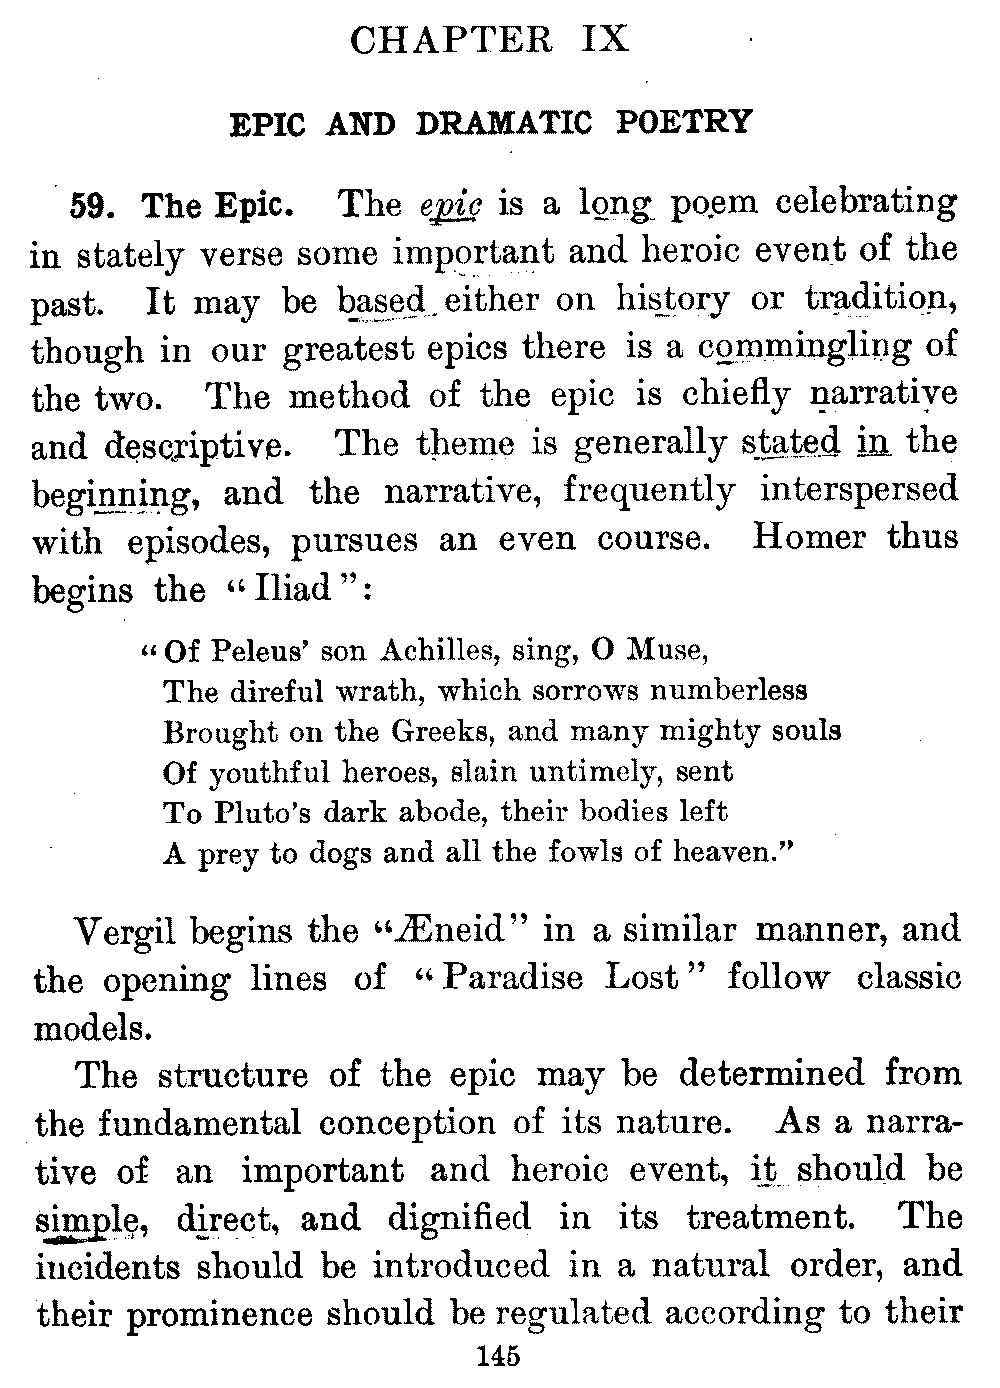 CHAPTER IX
EPIC AND DRAMATIC POETRY
59. The Epic. The epic is a long poem celebrating
in stately verse some important and heroic event of the
past. It may be based either on history or tradition,
though in our greatest epics there is a commingling of
the two. The method of the epic is chiefly narrative
and descriptive. The theme is generally stated in the
beginning, and the narrative, frequently interspersed
with episodes, pursues an even course. Homer thus
begins the “Iliad”:
“Of Peleus’ son Achilles, sing, O Muse,
The direful wrath, which sorrows numberless
Brought on the Greeks, and many mighty souls
Of youthful heroes, slain untimely, sent
To Pluto’s dark abode, their bodies left
A prey to dogs and all the fowls of heaven.”
Vergil begins the “Æneid” in a similar manner, and
the opening lines of “Paradise Lost” follow classic
models.
The structure of the epic may be determined from
the fundamental conception of its nature. As a narra-
tive of an important and heroic event, it should be
simple, direct, and dignified in its treatment. The
incidents should be introduced in a natural order, and
their prominence should be regulated according to their
145